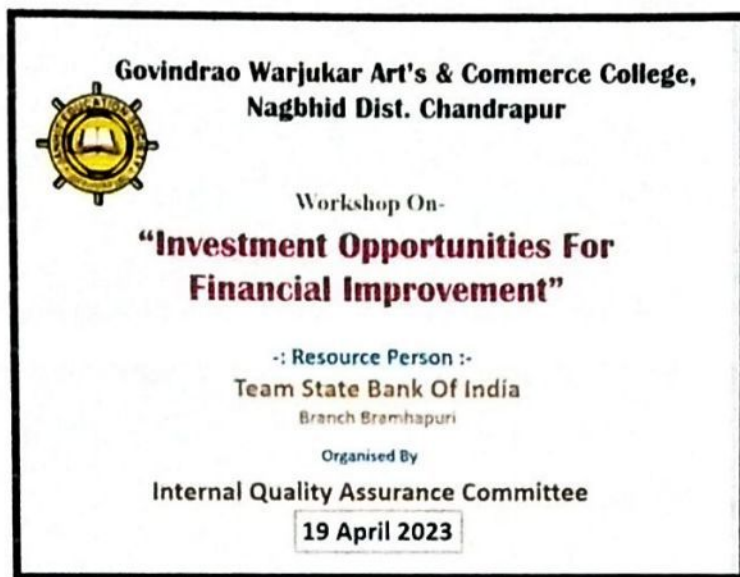 Govindrao Warjukar Art's & Commerce College,
Nagbhid Dist. Chandrapur
Workshop On-
“Investment Opportunities For
Financial Improvement”
-: Resource Person :-
Team State Bank Of India
Branch Bramhapuri
Organised By
Internal Quality Assurance Committee
19 April 2023